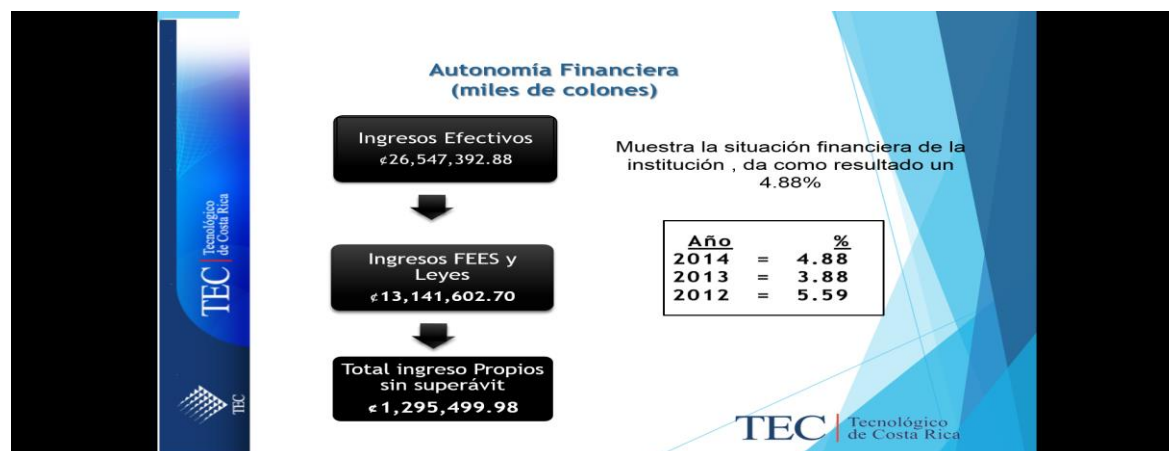 Autonomía Financiera
(miles de colones)
Ingresos Efectivos
¢26,547,392.88
Ingresos FEES y
Leyes
¢13,141,602.70
Total ingreso Propios
sin superávit
¢1,295,499.98
Muestra la situación financiera de la
institución , da como resultado un
4.88%
Año %
2014 = 4.88
2013 = 3.88
2012 = 5.59
TEC Tecnológico
de Costa Rica
TEC
TEC Tecnológico
de Costa Rica